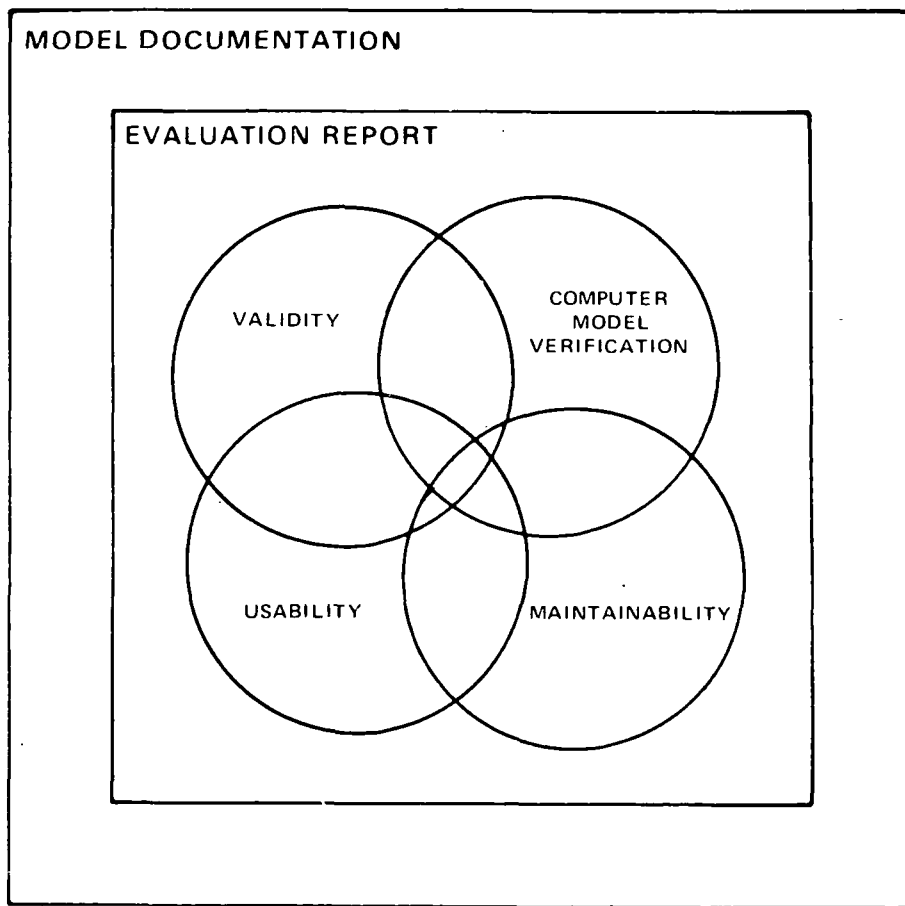 MODEL DOCUMENTATION
EVALUATION REPORT
VALIDITY
COMPUTER
MODEL
VERIFICATION
USABILITY
MAINTAINABILITY